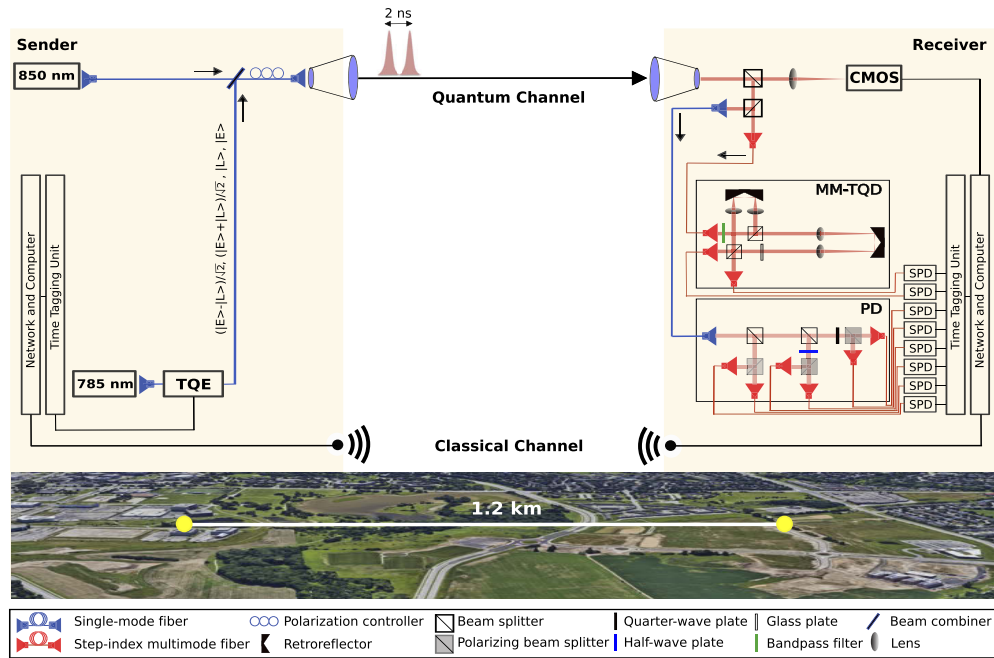 2 ns
Sender
Receiver
850 nm
CMOS
Quantum Channel
(|E>-|L>)/√2, (|E>+|L>)/√2 , |L>, |E>
MM-TQD
Network and Computer
Time Tagging Unit
SPD
SPD
SPD
SPD
SPD
SPD
SPD
SPD
Time Tagging Unit
Network and Computer
PD
785 nm
TQE
Classical Channel
1.2 km
Single-mode fiber
Polarization controller
Beam splitter
Quarter-wave plate
Glass plate
Beam combiner
Step-index multimode fiber
Retroreflector
Polarizing beam splitter
Half-wave plate
Bandpass filter
Lens